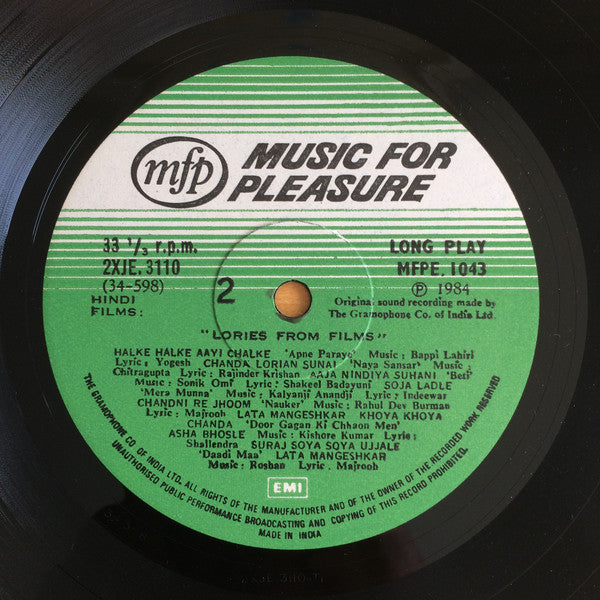 mfp MUSIC FOR
PLEASURE
33 1/3 r.p.m.
2XJE. 3110
(34-598)
HINDI
FILMS:
2
LONG PLAY
MFPE. 1043
Ⓟ 1984
Original sound recording made by
The Gramophone Co. of India Ltd.
"LORIES FROM FILMS"
HALKE HALKE AAYI CHALKE 'Apne Paraye' Music: Bappi Lahiri
Lyric: Yogesh CHANDA LORIAN SUNAI 'Naya Sansar' Music:
Chitragupta Lyric: Rajinder Krishan AAJA NINDIYA SUHANI 'Beti'
Music: Sonik Omi Lyric: Shakeel Badayuni SOJA LADLE
'Mera Munna' Music: Kalyanji Anandji Lyric: Indeewar
CHANDNI RE JHOOM 'Nauker' Music: Rahul Dev Burman
Lyric: Majrooh LATA MANGESHKAR KHOYA KHOYA
CHANDA 'Door Gagan Ki Chhaon Men'
ASHA BHOSLE Music: Kishore Kumar Lyric:
Shallendra SURAJ SOYA SOYA UJJALE
'Daadi Maa' LATA MANGESHKAR
Music: Roshan Lyric. Majrooh
EMI
THE GRAMOPHONE CO. OF INDIA LTD. ALL RIGHTS OF THE MANUFACTURER AND OF THE OWNER OF THE RECORDED WORK RESERVED
UNAUTHORISED PUBLIC PERFORMANCE BROADCASTING AND COPYING OF THIS RECORD PROHIBITED.
MADE IN INDIA